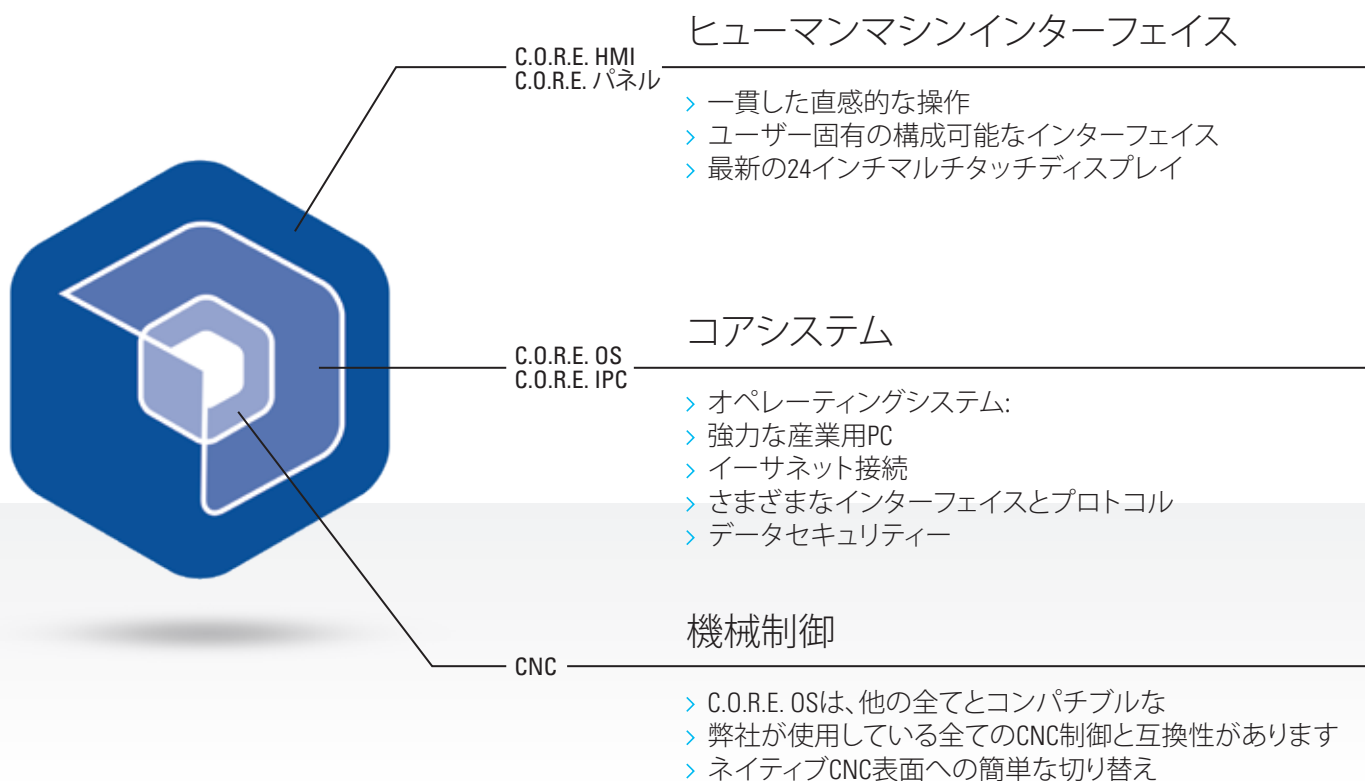 ヒューマンマシンインターフェイス
C.O.R.E. HMI
C.O.R.E. パネル
> 一貫した直感的な操作
> ユーザー固有の構成可能なインターフェイス
> 最新の24インチマルチタッチディスプレイ
コアシステム
C.O.R.E. OS
C.O.R.E. IPC
> オペレーティングシステム:
> 強力な産業用PC
> イーサネット接続
> さまざまなインターフェイスとプロトコル
> データセキュリティー
機械制御
CNC
> C.O.R.E. OSは、他の全てとコンパチブルな
> 弊社が使用している全てのCNC制御と互換性があります
> ネイティブCNC表面への簡単な切り替え